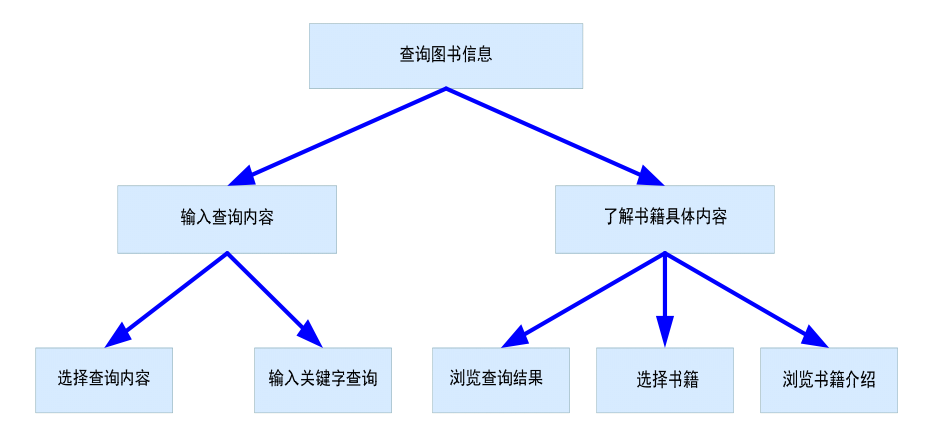 查询图书信息
输入查询内容
了解书籍具体内容
选择查询内容
输入关键字查询
浏览查询结果
选择书籍
浏览书籍介绍